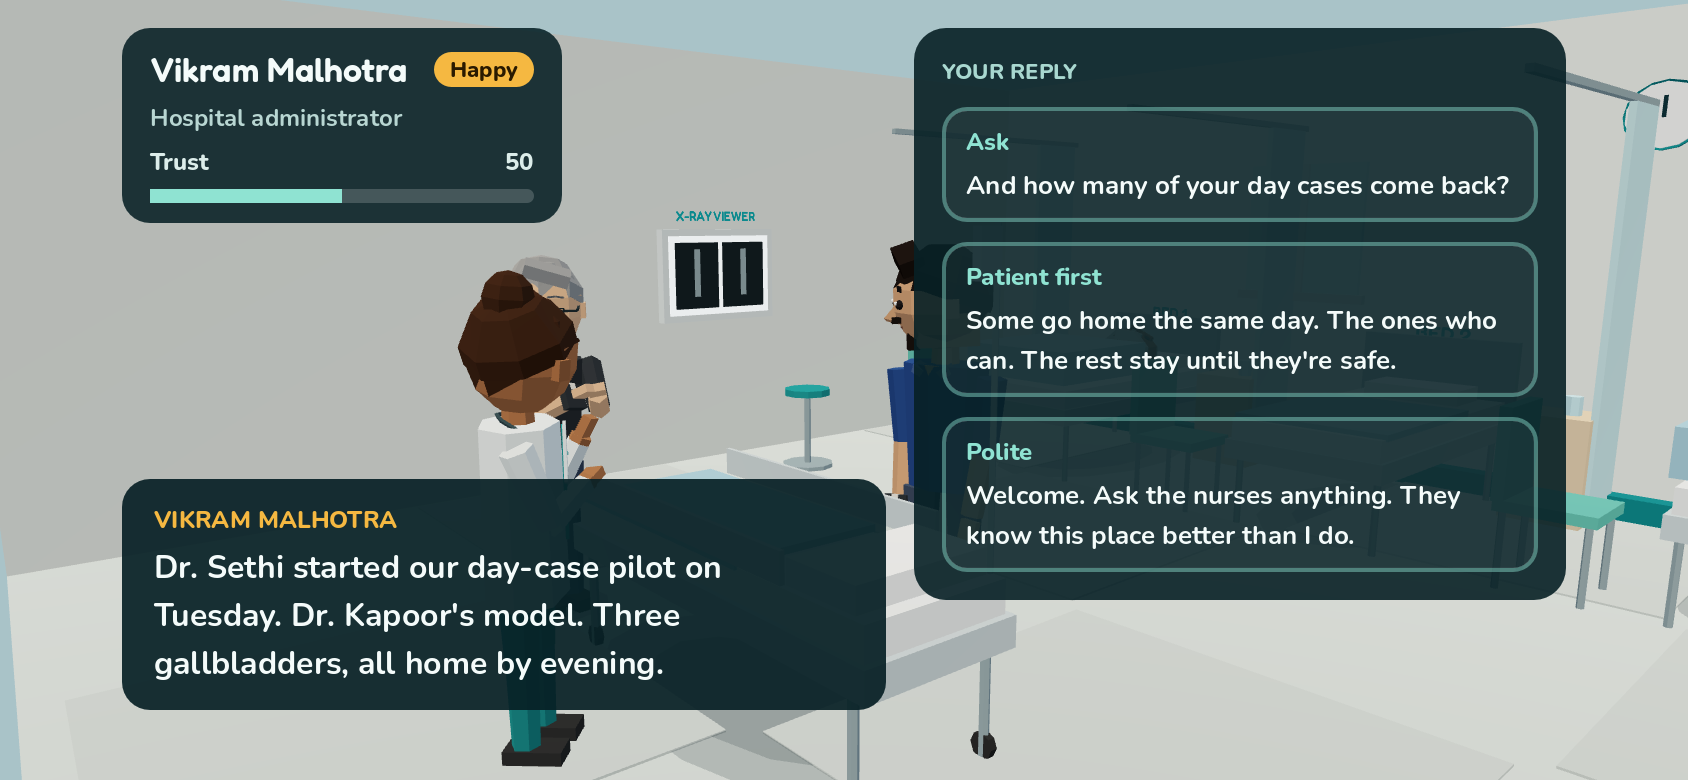 Vikram Malhotra
Happy
Hospital administrator
Trust
50
X-RAY VIEWER
VIKRAM MALHOTRA
Dr. Sethi started our day-case pilot on
Tuesday. Dr. Kapoor's model. Three
gallbladders, all home by evening.
YOUR REPLY
Ask
And how many of your day cases come back?
Patient first
Some go home the same day. The ones who
can. The rest stay until they're safe.
Polite
Welcome. Ask the nurses anything. They
know this place better than I do.